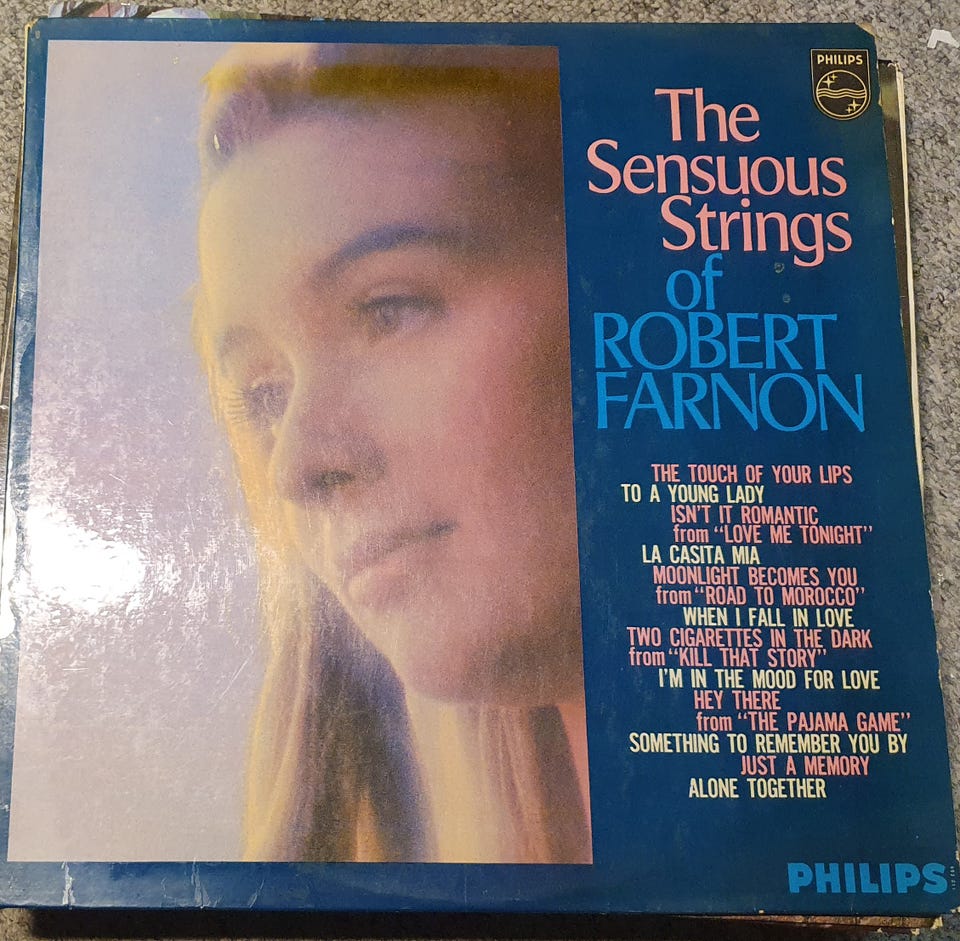 PHILIPS
The
Sensuous
Strings
of
ROBERT
FARNON
THE TOUCH OF YOUR LIPS
TO A YOUNG LADY
ISN'T IT ROMANTIC
from "LOVE ME TONIGHT"
LA CASITA MIA
MOONLIGHT BECOMES YOU
from "ROAD TO MOROCCO"
WHEN I FALL IN LOVE
TWO CIGARETTES IN THE DARK
from "KILL THAT STORY"
I'M IN THE MOOD FOR LOVE
HEY THERE
from "THE PAJAMA GAME"
SOMETHING TO REMEMBER YOU BY
JUST A MEMORY
ALONE TOGETHER
PHILIPS